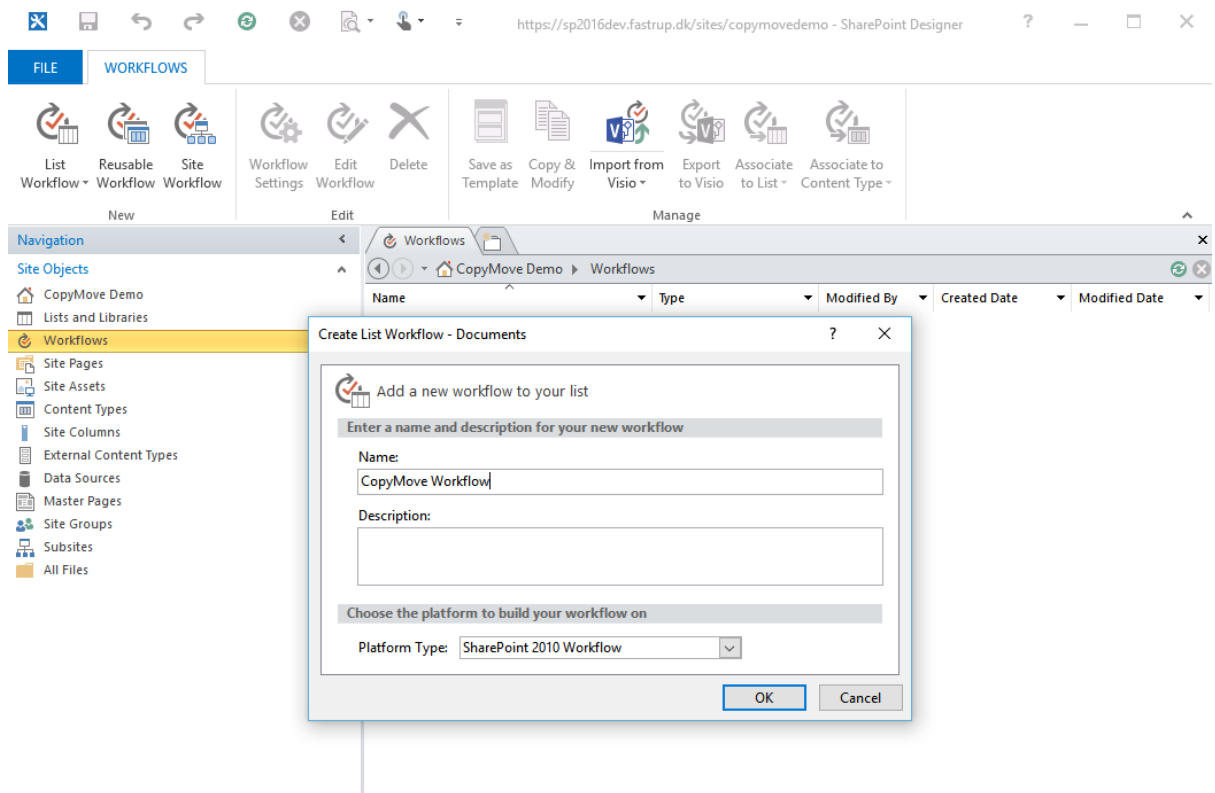 https://sp2016dev.fastrup.dk/sites/copymovedemo - SharePoint Designer
FILE WORKFLOWS
List Workflow
Reusable Workflow
Site Workflow
Workflow Settings
Edit Workflow
Delete
Save as Template
Copy & Modify
Import from Visio
Export to Visio
Associate to List
Associate to Content Type
New Edit Manage
Navigation
Site Objects
CopyMove Demo
Lists and Libraries
Workflows
Site Pages
Site Assets
Content Types
Site Columns
External Content Types
Data Sources
Master Pages
Site Groups
Subsites
All Files
Workflows
CopyMove Demo Workflows
Name Type Modified By Created Date Modified Date
Create List Workflow - Documents ?
Add a new workflow to your list
Enter a name and description for your new workflow
Name:
CopyMove Workflow
Description:
Choose the platform to build your workflow on
Platform Type: SharePoint 2010 Workflow
OK Cancel